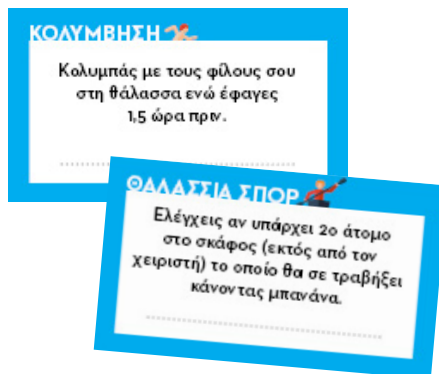 ΚΟΛΥΜΒΗΣΗ
Κολυμπάς με τους φίλους σου
στη θάλασσα ενώ έφαγες
1,5 ώρα πριν.
ΘΑΛΑΣΣΙΑ ΣΠΟΡ
Ελέγχεις αν υπάρχει 2ο άτομο
στο σκάφος (εκτός από τον
χειριστή) το οποίο θα σε τραβήξει
κάνοντας μπανάνα.